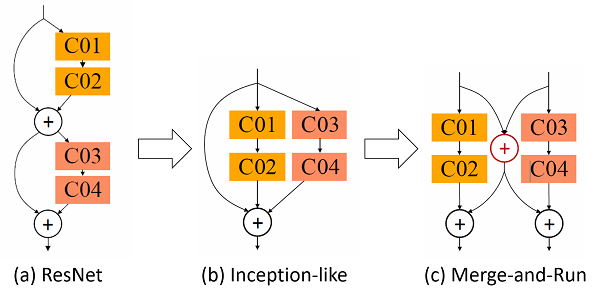 C01
C02
+
C03
C04
+
(a) ResNet
C01
C03
C02
C04
+
(b) Inception-like
C01
C03
+
C02
C04
+
+
(c) Merge-and-Run